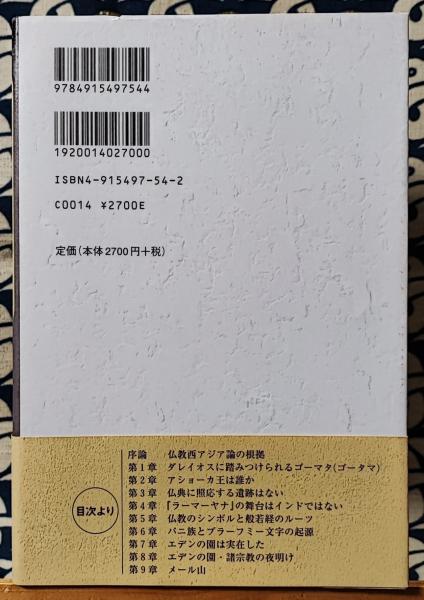 9784915497544
1920014027000
ISBN4-915497-54-2
C0014 ¥2700E
定価(本体2700円+税)
目次より
序論 仏教西アジア論の根拠
第1章 ダレイオスに踏みつけられるゴーマタ(ゴータマ)
第2章 アショーカ王は誰か
第3章 仏典に照応する遺跡はない
第4章 『ラーマーヤナ』の舞台はインドではない
第5章 仏教のシンボルと般若経のルーツ
第6章 パニ族とブラーフミー文字の起源
第7章 エデンの園は実在した
第8章 エデンの園・諸宗教の夜明け
第9章 メール山